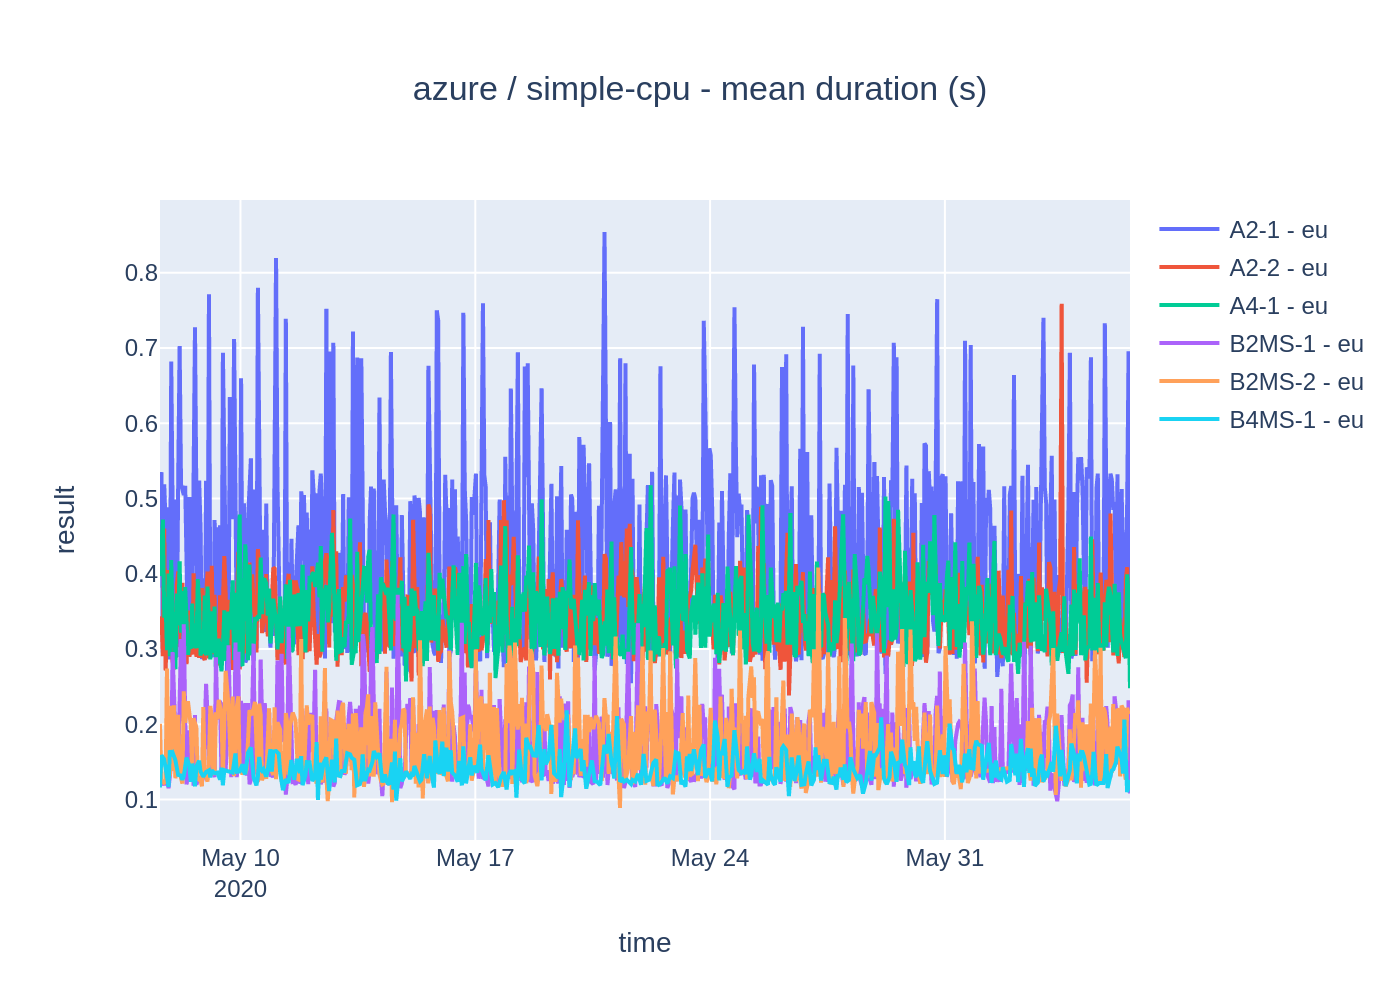 azure / simple-cpu - mean duration (s)
A2-1 - eu
A2-2 - eu
A4-1 - eu
B2MS-1 - eu
B2MS-2 - eu
B4MS-1 - eu
0.8
0.7
0.6
0.5
0.4
0.3
0.2
0.1
result
May 10
2020
May 17
May 24
May 31
time